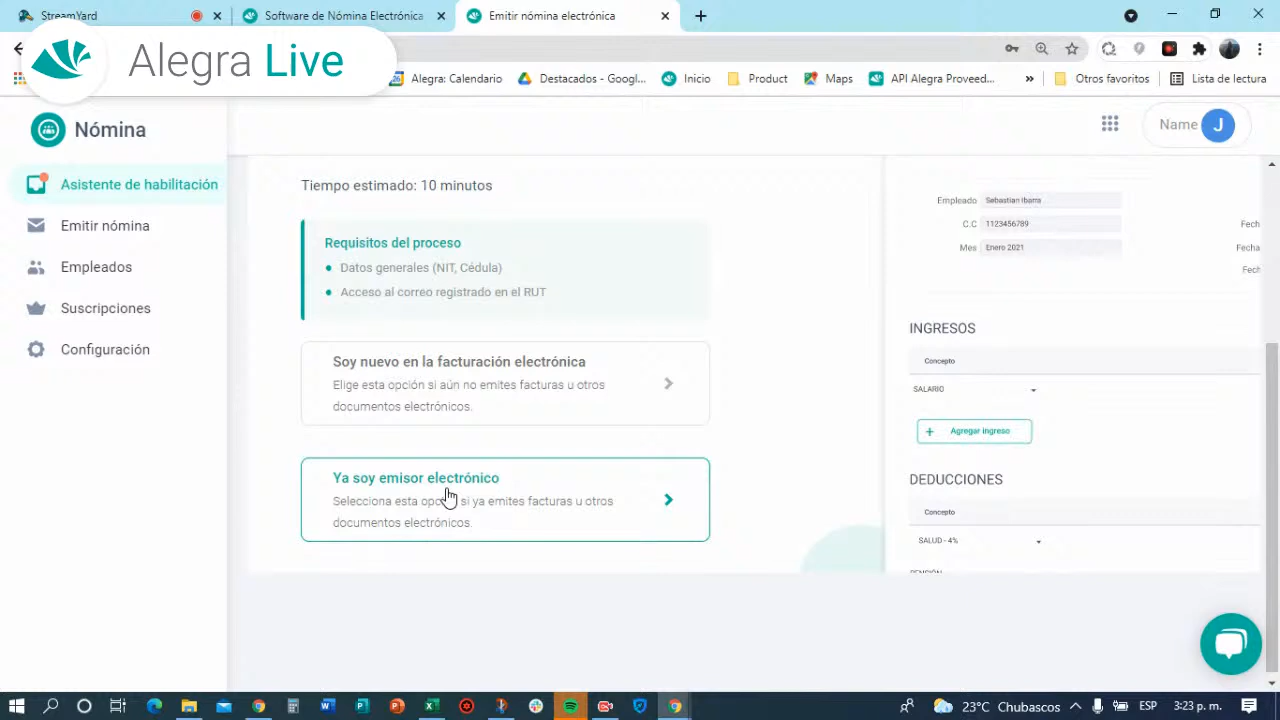 StreamYard
Software de Nómina Electrónica
Emitir nómina electrónica
Alegra Live
Alegra: Calendario
Destacados - Googl...
Inicio
Product
Maps
API Alegra Proveed...
»
Otros favoritos
Lista de lectura
Nómina
Name
J
Asistente de habilitación
Emitir nómina
Empleados
Suscripciones
Configuración
Tiempo estimado: 10 minutos
Requisitos del proceso
Datos generales (NIT, Cédula)
Acceso al correo registrado en el RUT
Soy nuevo en la facturación electrónica
Elige esta opción si aún no emites facturas u otros
documentos electrónicos.
Ya soy emisor electrónico
Selecciona esta si ya emites facturas u otros
documentos electrónicos.
Empleado Sebastian Ibarra
C.C 1123456789 Fech
Mes Enero 2021 Fecha
Fech
INGRESOS
Concepto
SALARIO
+ Agregar ingreso
DEDUCCIONES
Concepto
SALUD - 4%
23°C Chubascos
ESP
3:23 p. m.